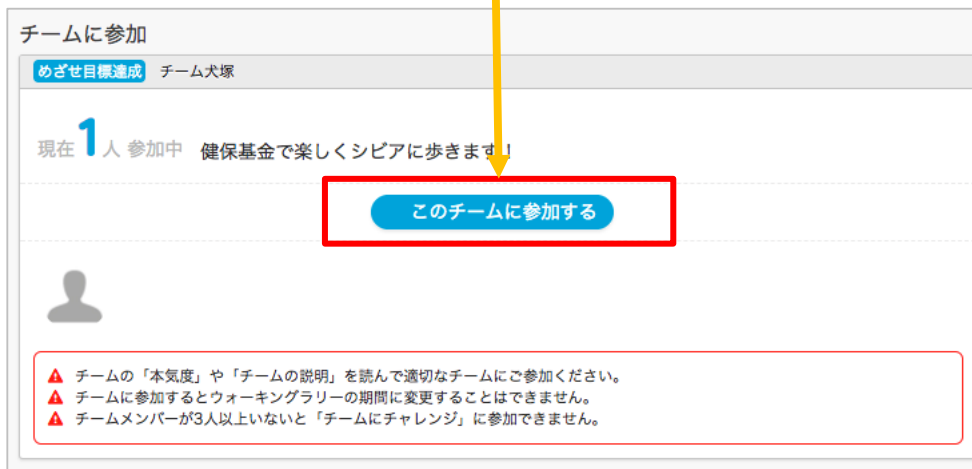 チームに参加
めざせ目標達成 チーム犬塚
現在1人 参加中 健保基金で楽しくシビアに歩きます!
このチームに参加する
チームの「本気度」や「チームの説明」を読んで適切なチームにご参加ください。
チームに参加するとウォーキングラリーの期間に変更することはできません。
チームメンバーが3人以上いないと「チームにチャレンジ」に参加できません。